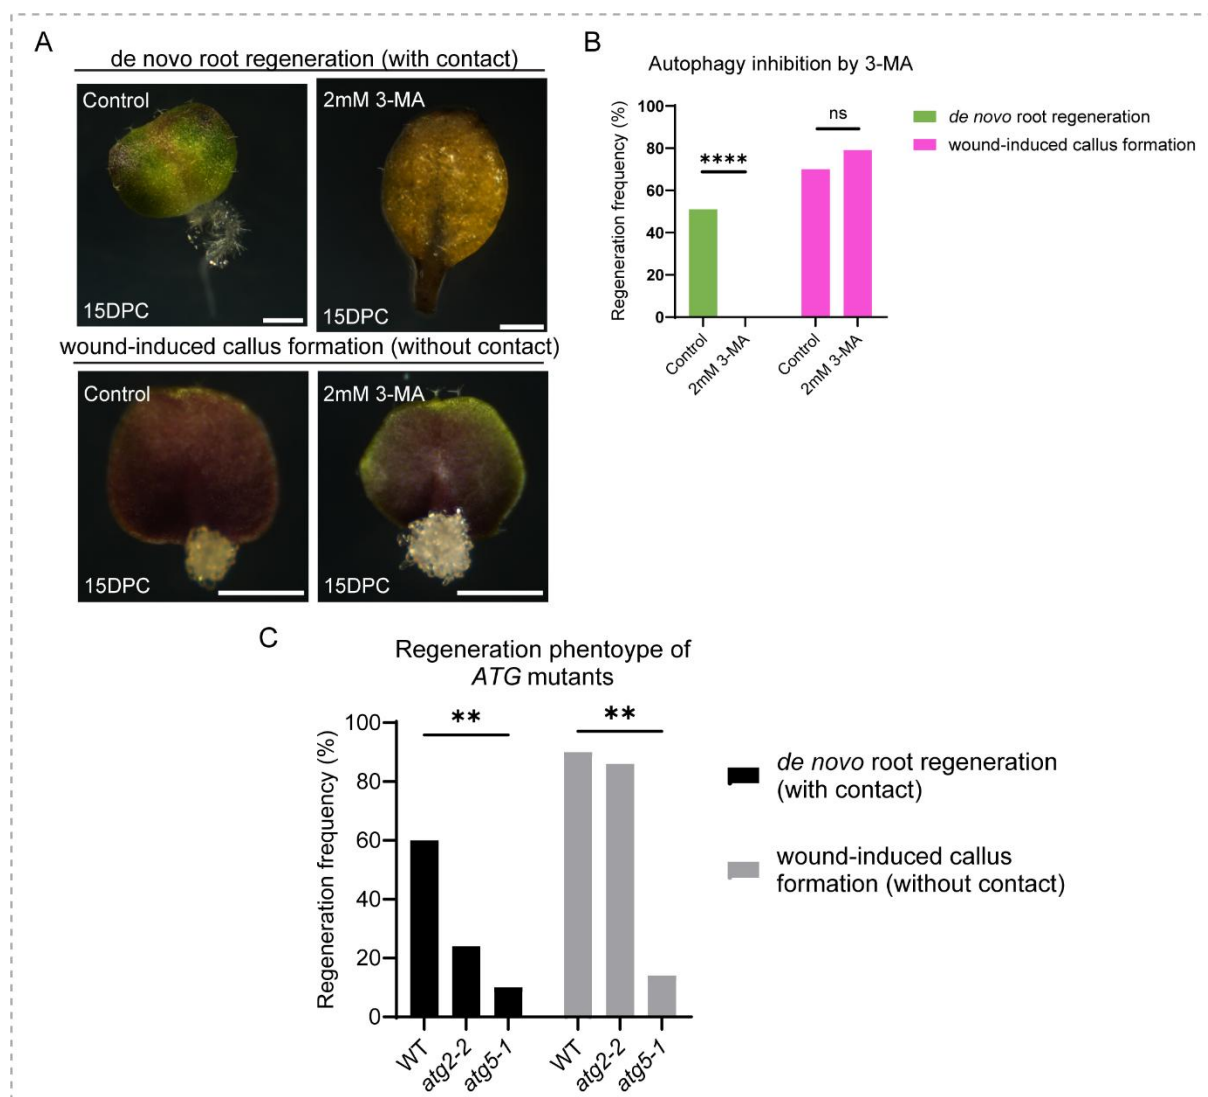 A
de novo root regeneration (with contact)
Control
15DPC
2mM 3-MA
15DPC
wound-induced callus formation (without contact)
Control
15DPC
2mM 3-MA
15DPC
B
Autophagy inhibition by 3-MA
Regeneration frequency (%)
100
80
60
40
20
0
****
ns
Control
2mM 3-MA
Control
2mM 3-MA
de novo root regeneration
wound-induced callus formation
C
Regeneration phentoype of
ATG mutants
Regeneration frequency (%)
100
80
60
40
20
0
**
**
WT
atg2-2
atg5-1
WT
atg2-2
atg5-1
de novo root regeneration
(with contact)
wound-induced callus
formation (without contact)